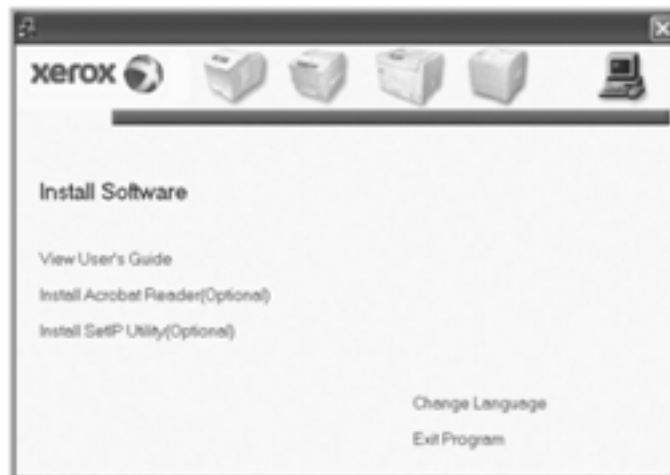 xerox
Install Software
View User's Guide
Install Acrobat Reader(Optional)
Install SetIP Utility(Optional)
Change Language
Exit Program